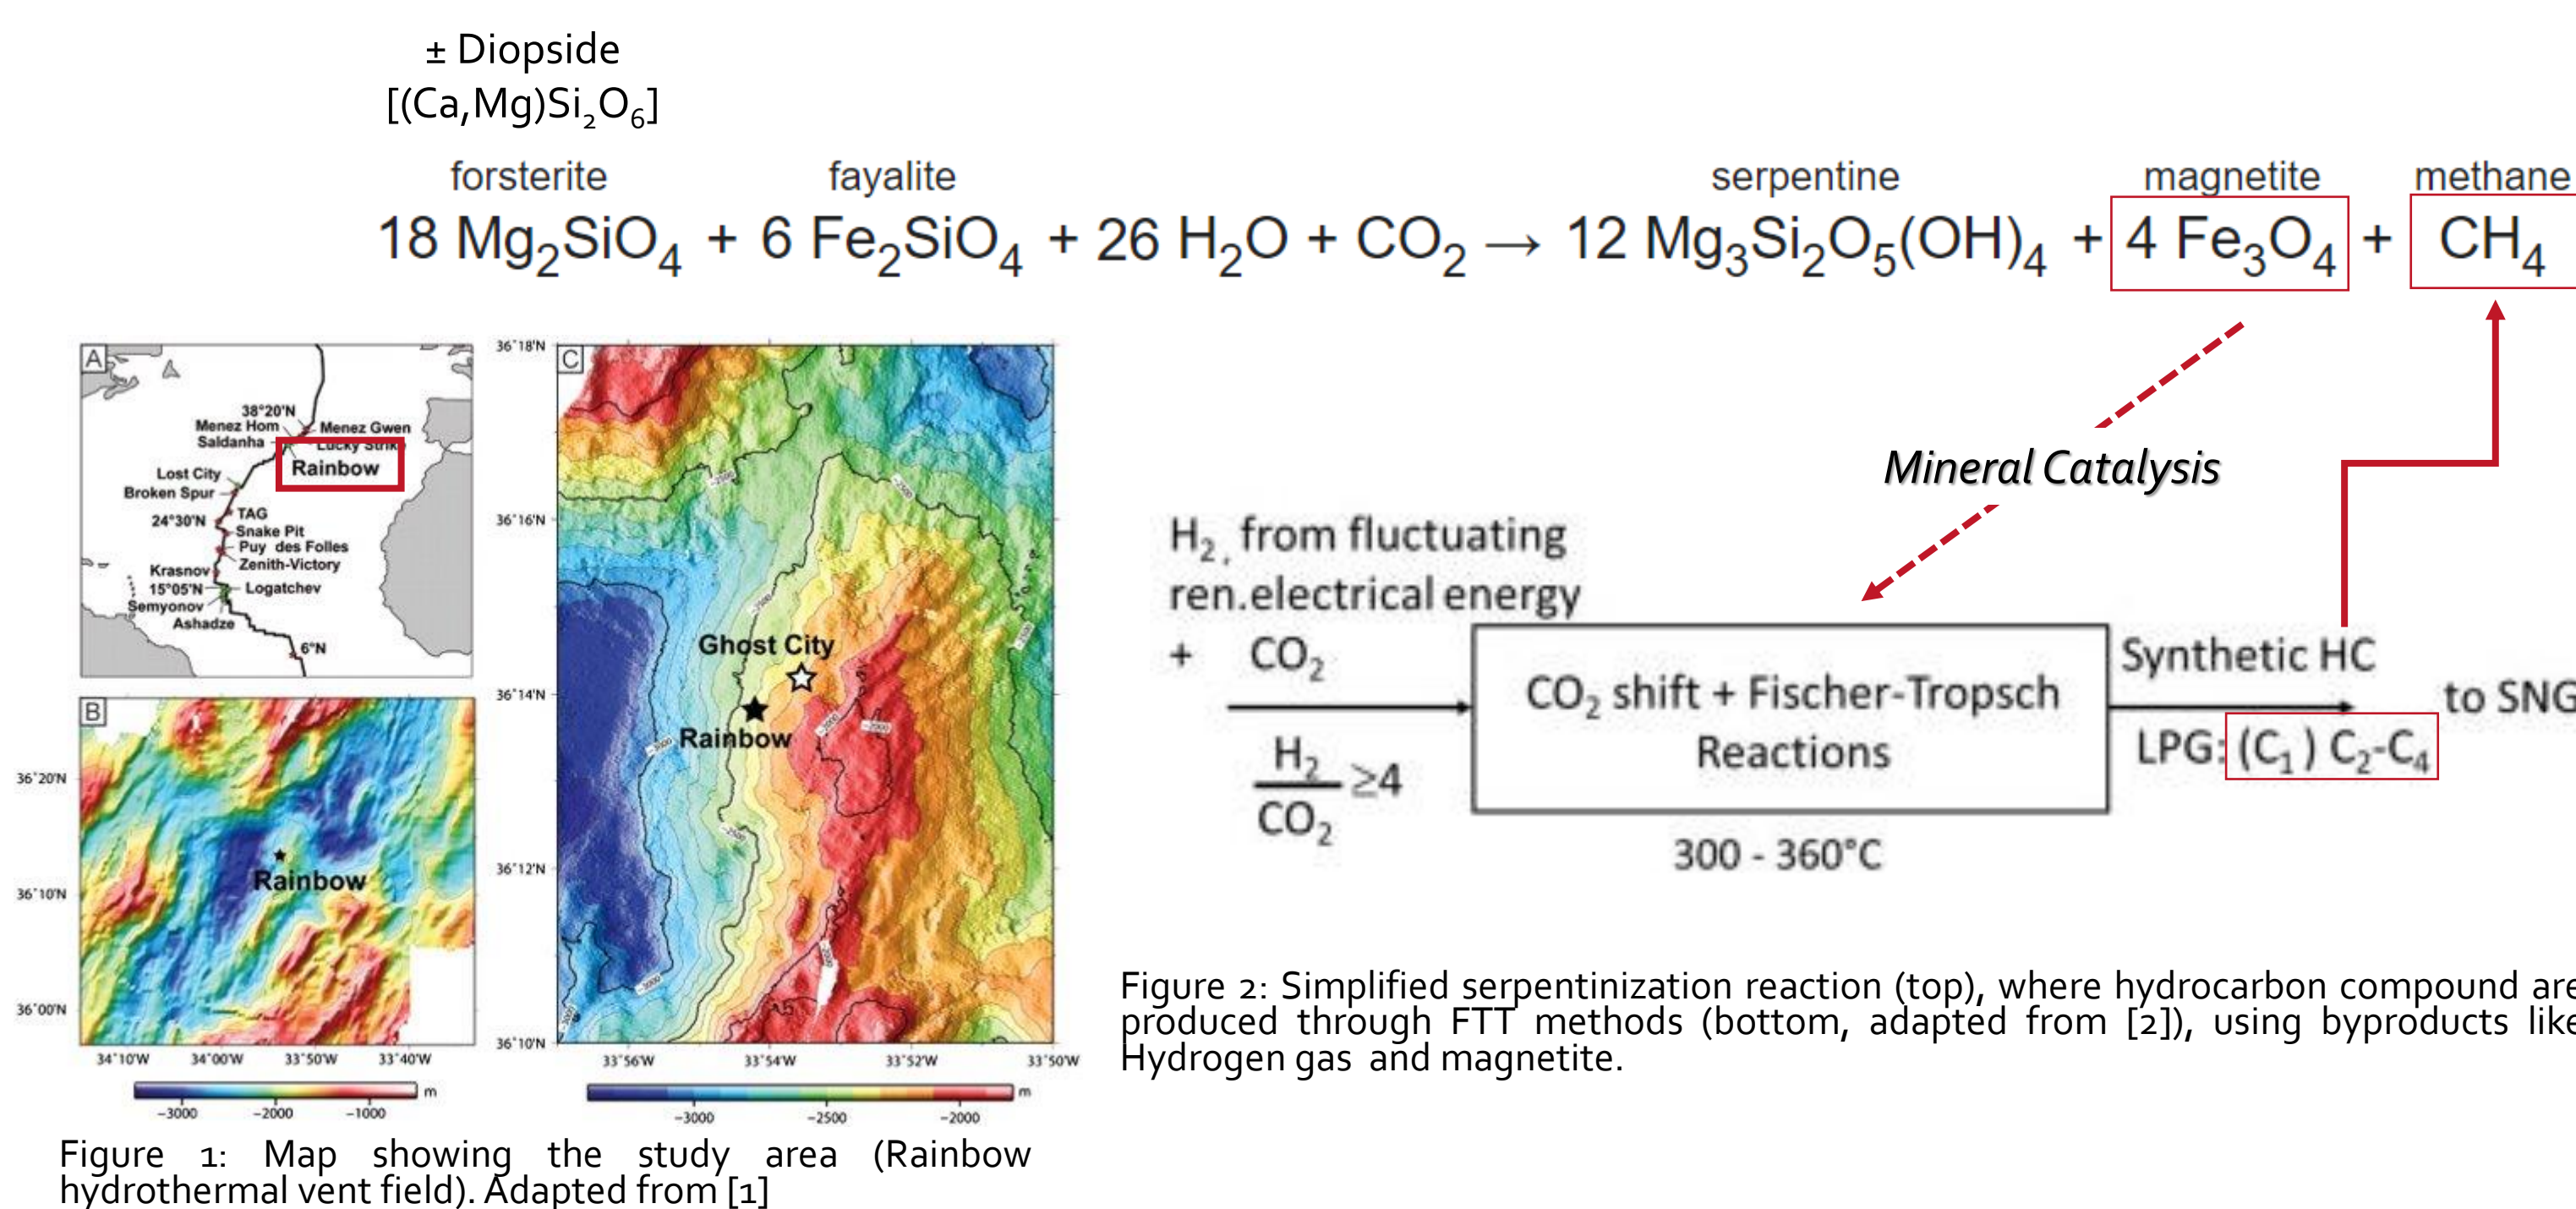 ± Diopside
[(Ca,Mg)Si₂O₆]
forsterite fayalite serpentine magnetite methane
18 Mg₂SiO₄ + 6 Fe₂SiO₄ + 26 H₂O + CO₂ → 12 Mg₃Si₂O₅(OH)₄ + 4 Fe₃O₄ + CH₄
A
38°20'N
Menez Hom
Menez Gwen
Saldanha
Lucky Strike
Rainbow
Lost City
Broken Spur
TAG
24°30'N
Snake Pit
Puy des Folles
Zenith-Victory
Krasnov
15°05'N
Logatchev
Semyonov
Ashadze
6°N
B
36°20'N
36°10'N
36°00'N
Rainbow
34°10'W 34°00'W 33°50'W 33°40'W
m
−3000 −2000 −1000
C
36°18'N
36°16'N
36°14'N
36°12'N
36°10'N
−2500
−2500
−2500
Ghost City
Rainbow
−3000
−2000
−2000
−2500
−3000
33°56'W 33°54'W 33°52'W 33°50'W
m
−3000 −2500 −2000
Figure 1: Map showing the study area (Rainbow
hydrothermal vent field). Adapted from [1]
Mineral Catalysis
H₂, from fluctuating
ren.electrical energy
+ CO₂
H₂
CO₂
≥4
CO₂ shift + Fischer-Tropsch
Reactions
300 - 360°C
Synthetic HC
LPG: (C₁ ) C₂-C₄
to SNG
Figure 2: Simplified serpentinization reaction (top), where hydrocarbon compound are
produced through FTT methods (bottom, adapted from [2]), using byproducts like
Hydrogen gas and magnetite.